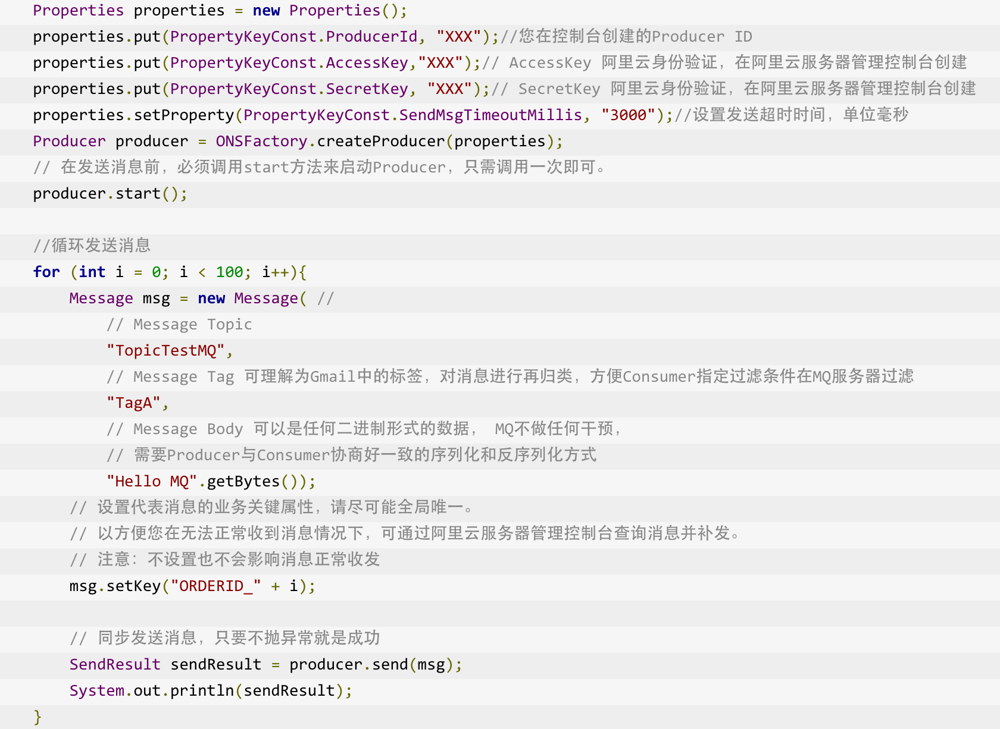 Properties properties = new Properties();
properties.put(PropertyKeyConst.ProducerId, "XXX");//您在控制台创建的Producer ID
properties.put(PropertyKeyConst.AccessKey,"XXX");// AccessKey 阿里云身份验证，在阿里云服务器管理控制台创建
properties.put(PropertyKeyConst.SecretKey, "XXX");// SecretKey 阿里云身份验证，在阿里云服务器管理控制台创建
properties.setProperty(PropertyKeyConst.SendMsgTimeoutMillis, "3000");//设置发送超时时间，单位毫秒
Producer producer = ONSFactory.createProducer(properties);
// 在发送消息前，必须调用start方法来启动Producer，只需调用一次即可。
producer.start();
//循环发送消息
for (int i = 0; i < 100; i++){
Message msg = new Message( //
// Message Topic
"TopicTestMQ",
// Message Tag 可理解为Gmail中的标签，对消息进行再归类，方便Consumer指定过滤条件在MQ服务器过滤
"TagA",
// Message Body 可以是任何二进制形式的数据， MQ不做任何干预，
// 需要Producer与Consumer协商好一致的序列化和反序列化方式
"Hello MQ".getBytes());
// 设置代表消息的业务关键属性，请尽可能全局唯一。
// 以方便您在无法正常收到消息情况下，可通过阿里云服务器管理控制台查询消息并补发。
// 注意：不设置也不会影响消息正常收发
msg.setKey("ORDERID_" + i);
// 同步发送消息，只要不抛异常就是成功
SendResult sendResult = producer.send(msg);
System.out.println(sendResult);
}